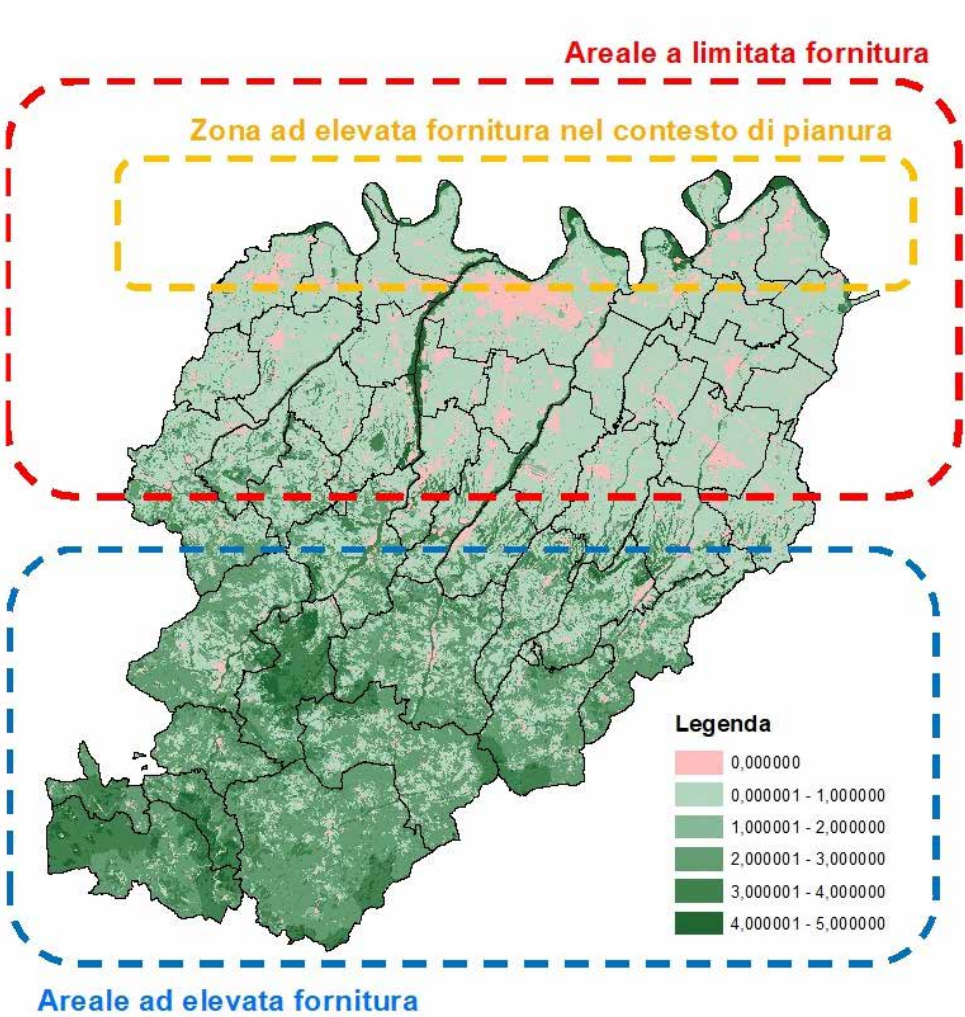 Areale a limitata fornitura
Zona ad elevata fornitura nel contesto di pianura
Legenda
0,000000
0,000001 - 1,000000
1,000001 - 2,000000
2,000001 - 3,000000
3,000001 - 4,000000
4,000001 - 5,000000
Areale ad elevata fornitura